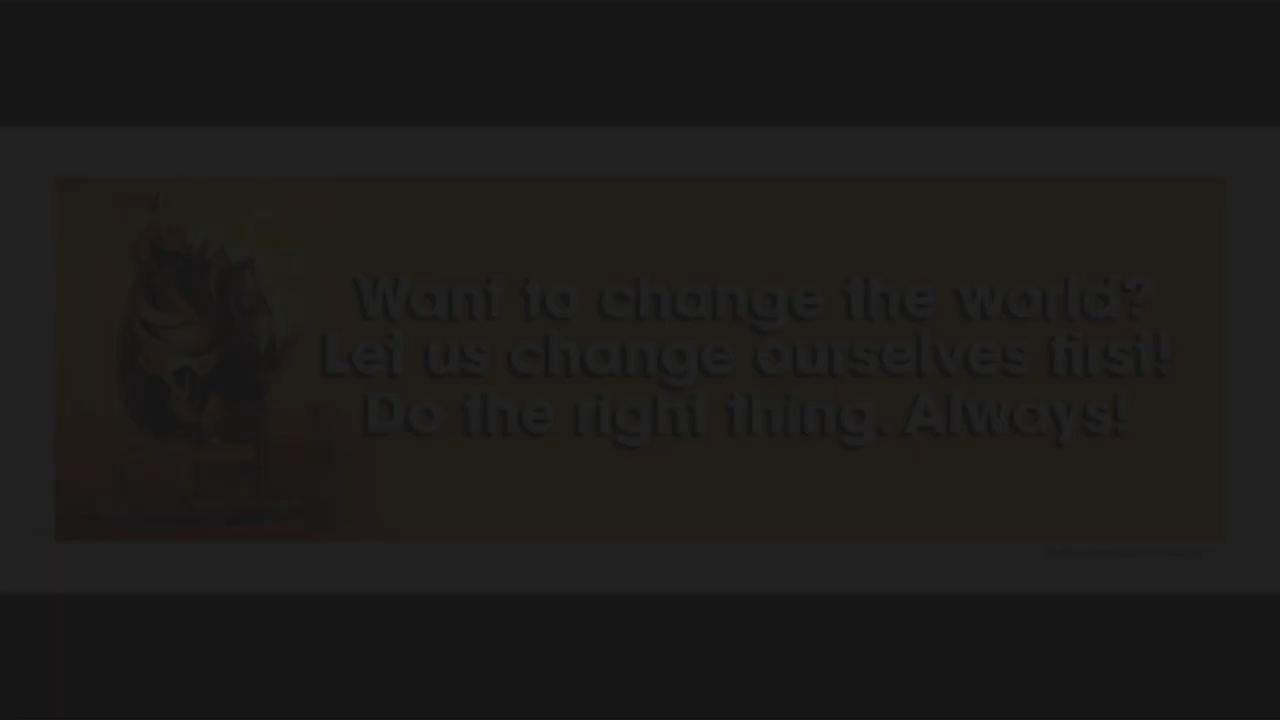 Want to change the world?
Let us change ourselves first!
Do the right thing. Always!